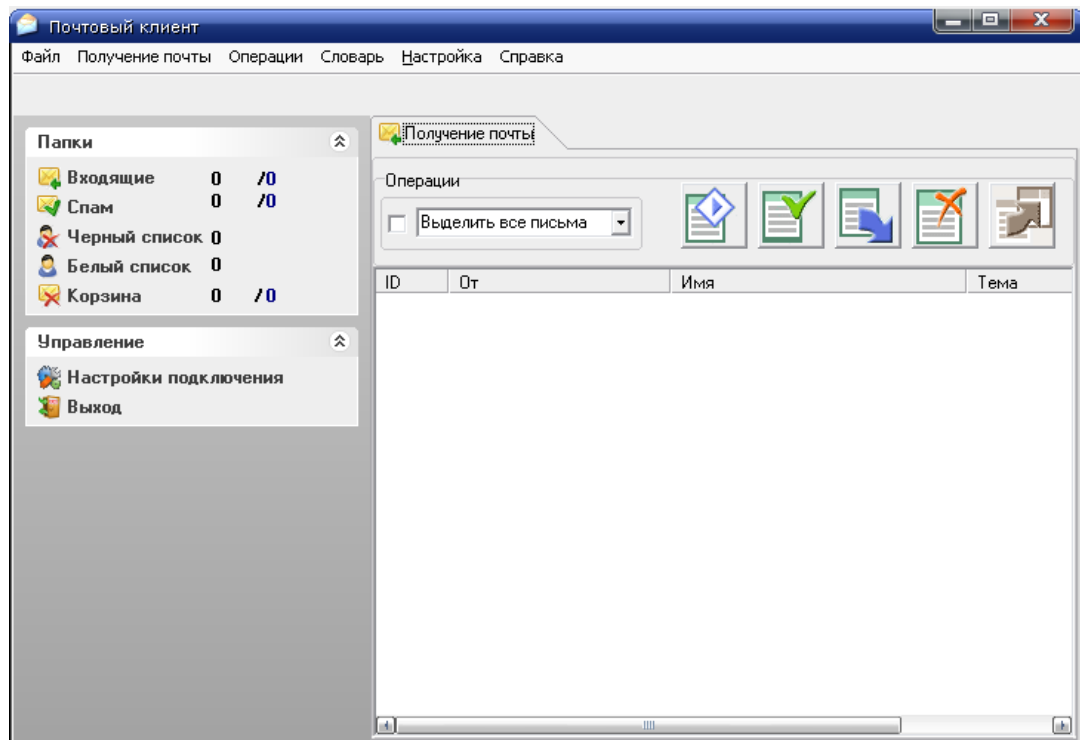 Почтовый клиент
Файл Получение почты Операции Словарь Настройка Справка
Папки
Входящие 0 /0
Спам 0 /0
Черный список 0
Белый список 0
Корзина 0 /0
Управление
Настройки подключения
Выход
Получение почты
Операции
Выделить все письма
ID От Имя Тема